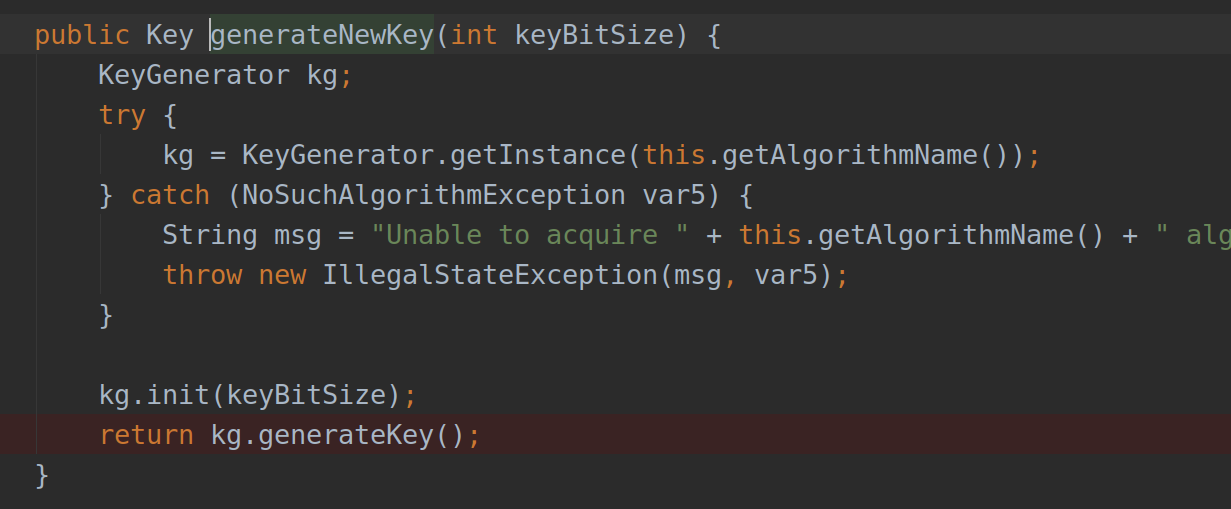 public Key generateNewKey(int keyBitSize) {
KeyGenerator kg;
try {
kg = KeyGenerator.getInstance(this.getAlgorithmName());
} catch (NoSuchAlgorithmException var5) {
String msg = "Unable to acquire " + this.getAlgorithmName() + " alg
throw new IllegalStateException(msg, var5);
}
kg.init(keyBitSize);
return kg.generateKey();
}